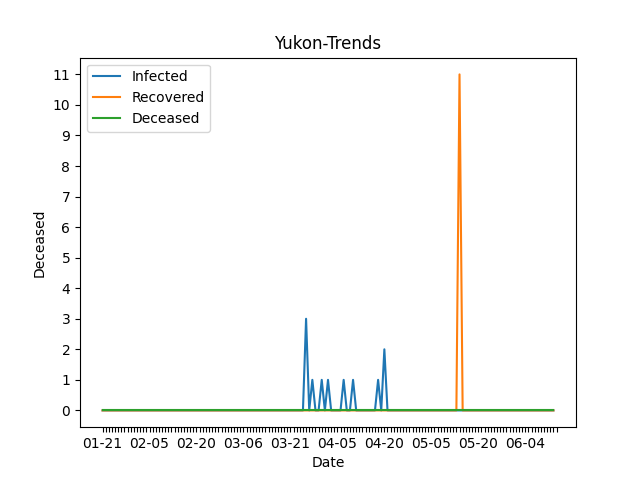 Yukon-Trends
Infected
Recovered
Deceased
11
10
9
8
7
6
5
4
3
2
1
0
Deceased
01-21 02-05 02-20 03-06 03-21 04-05 04-20 05-05 05-20 06-04
Date